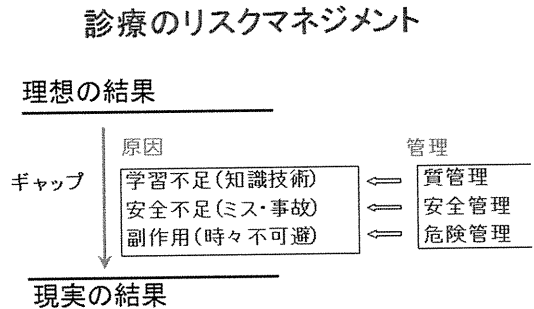 診療のリスクマネジメント
理想の結果
原因
管理
ギャップ
学習不足(知識技術)
質管理
安全不足(ミス・事故)
安全管理
副作用(時々不可避)
危険管理
現実の結果